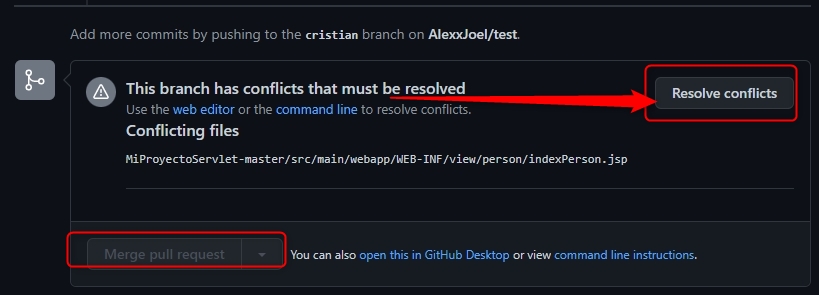 Add more commits by pushing to the cristian branch on AlexxJoel/test.
This branch has conflicts that must be resolved
Resolve conflicts
Use the web editor or the command line to resolve conflicts.
Conflicting files
MiProyectoServlet-master/src/main/webapp/WEB-INF/view/person/indexPerson.jsp
Merge pull request
You can also open this in GitHub Desktop or view command line instructions.